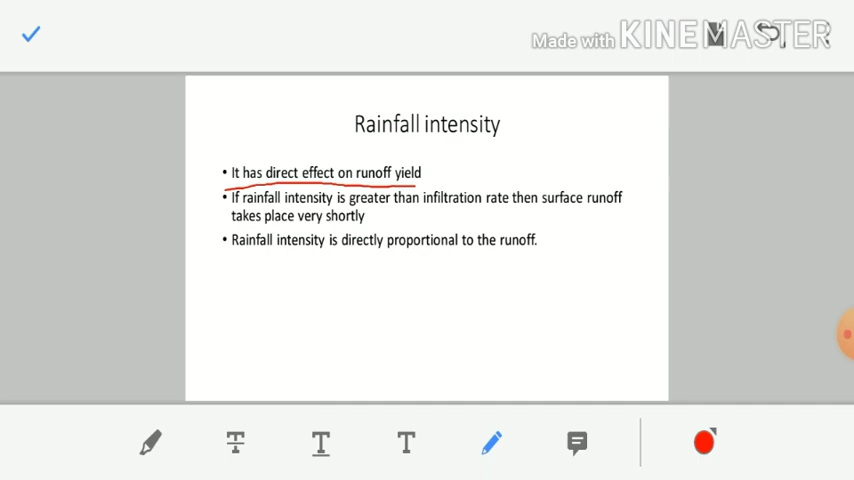 Made with KINEMASTER
Rainfall intensity
• It has direct effect on runoff yield
• If rainfall intensity is greater than infiltration rate then surface runoff
takes place very shortly
• Rainfall intensity is directly proportional to the runoff.
T
T
T